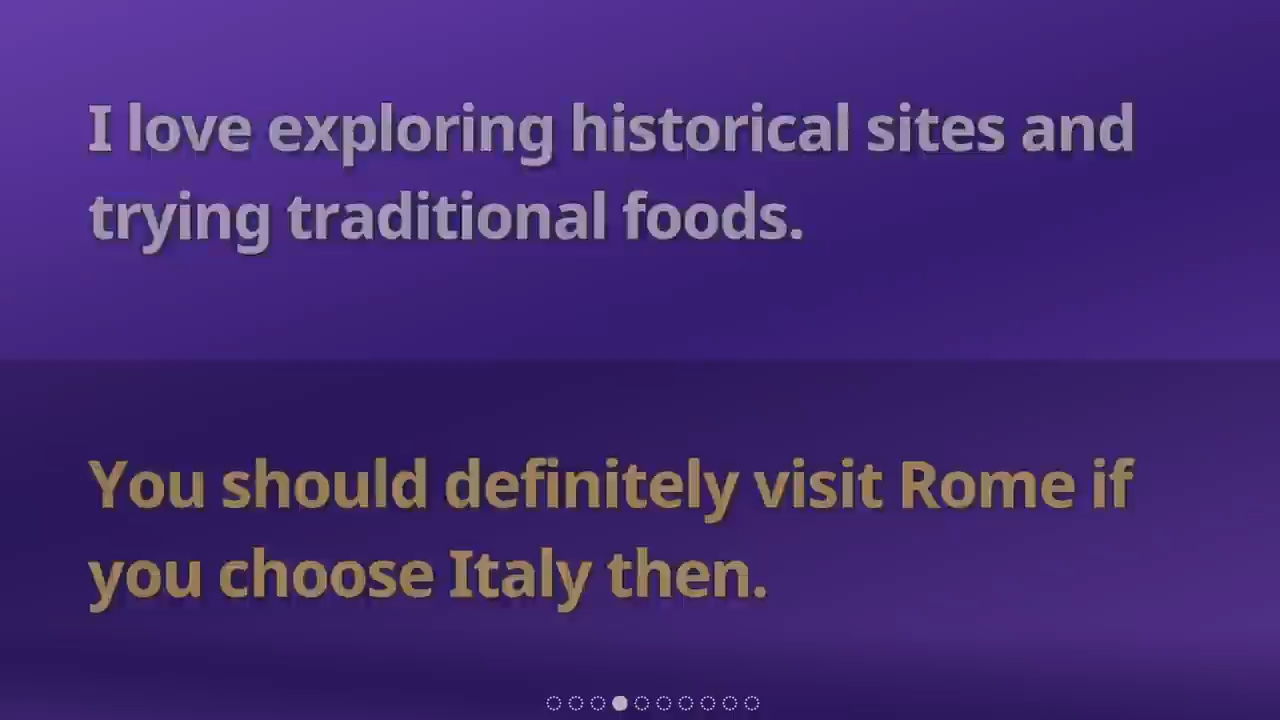 I love exploring historical sites and
trying traditional foods.
You should definitely visit Rome if
you choose Italy then.